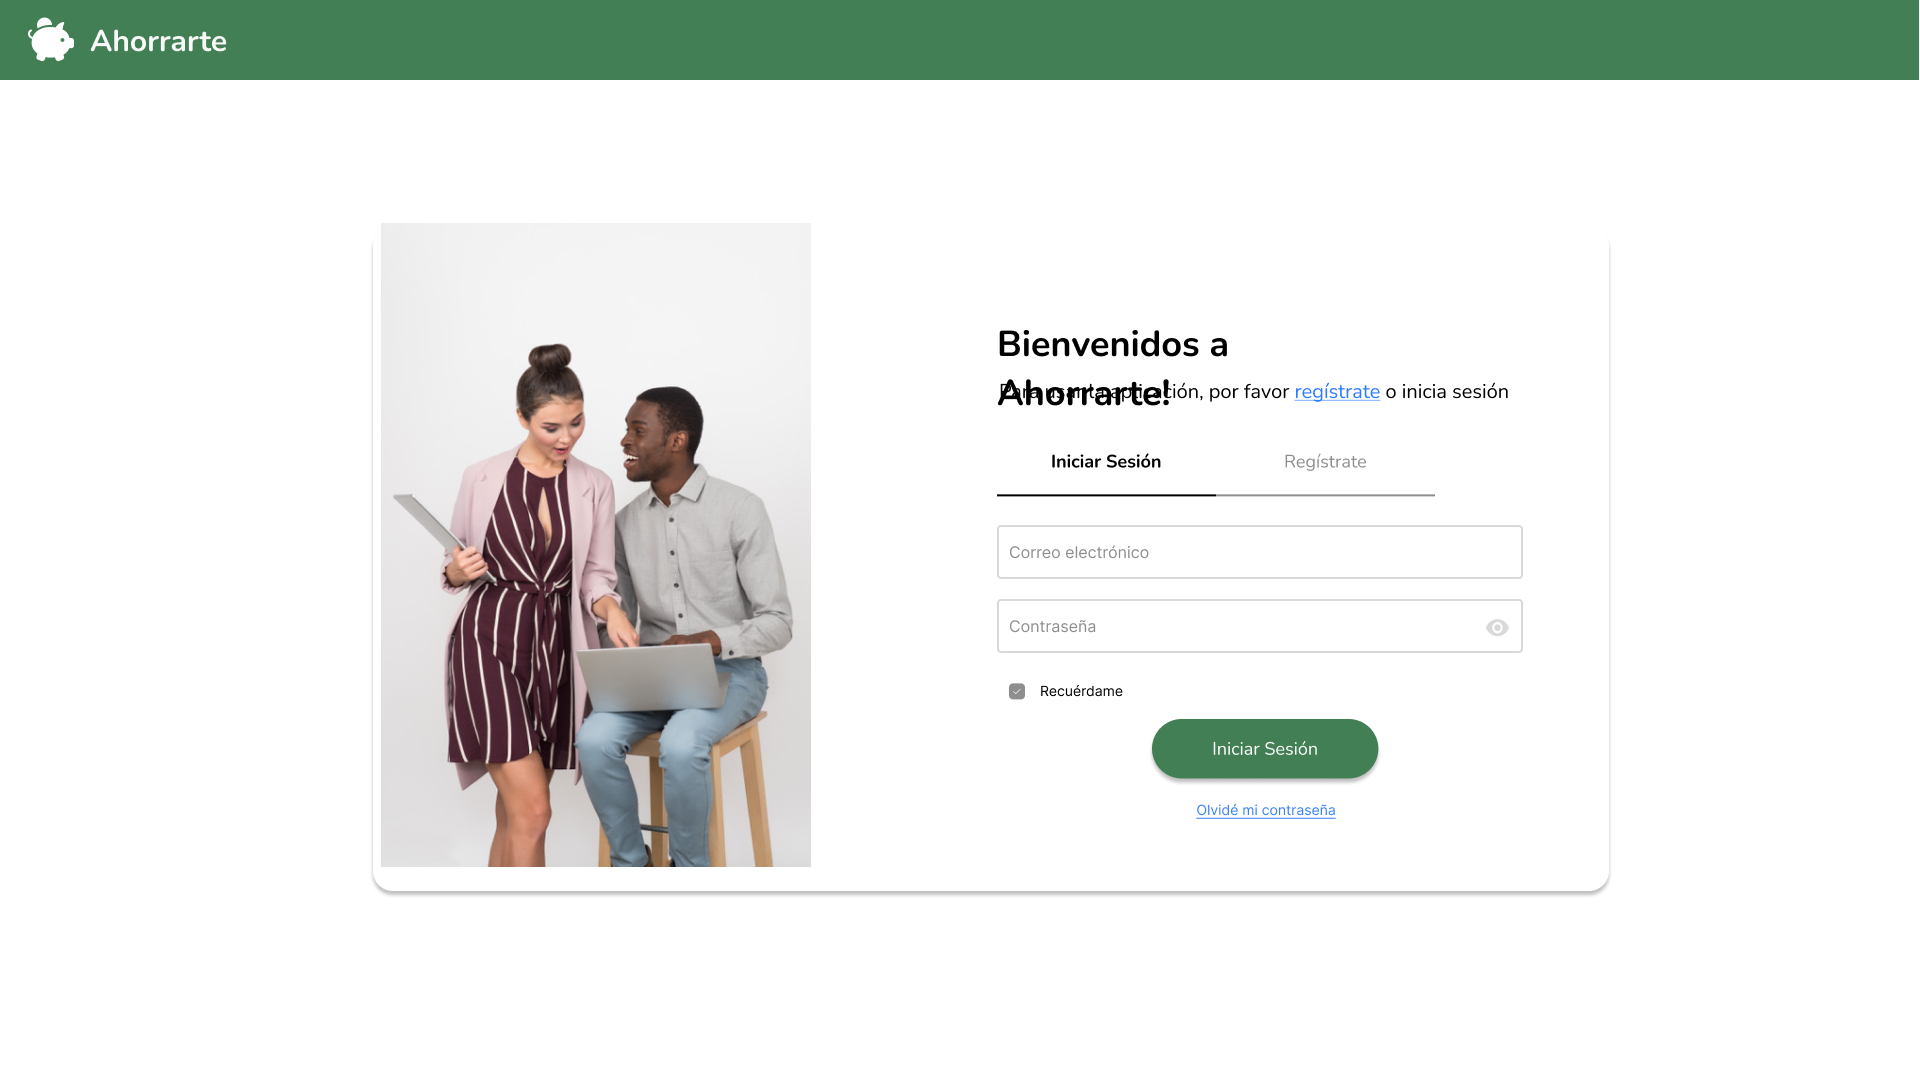 Ahorrarte
Bienvenidos a
Ahorrarte!
Para usar la aplicación, por favor regístrate o inicia sesión
Iniciar Sesión
Regístrate
Correo electrónico
Contraseña
Recuérdame
Iniciar Sesión
Olvidé mi contraseña